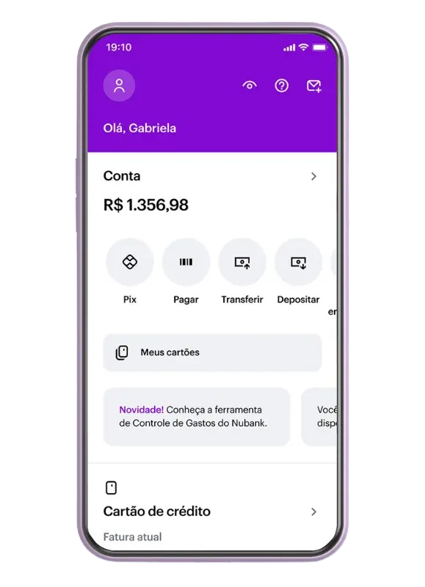 19:10
Olá, Gabriela
Conta
R$ 1.356,98
Pix Pagar Transferir Depositar
er
Meus cartões
Novidade! Conheça a ferramenta
de Controle de Gastos do Nubank.
Você
disp
Cartão de crédito
Fatura atual